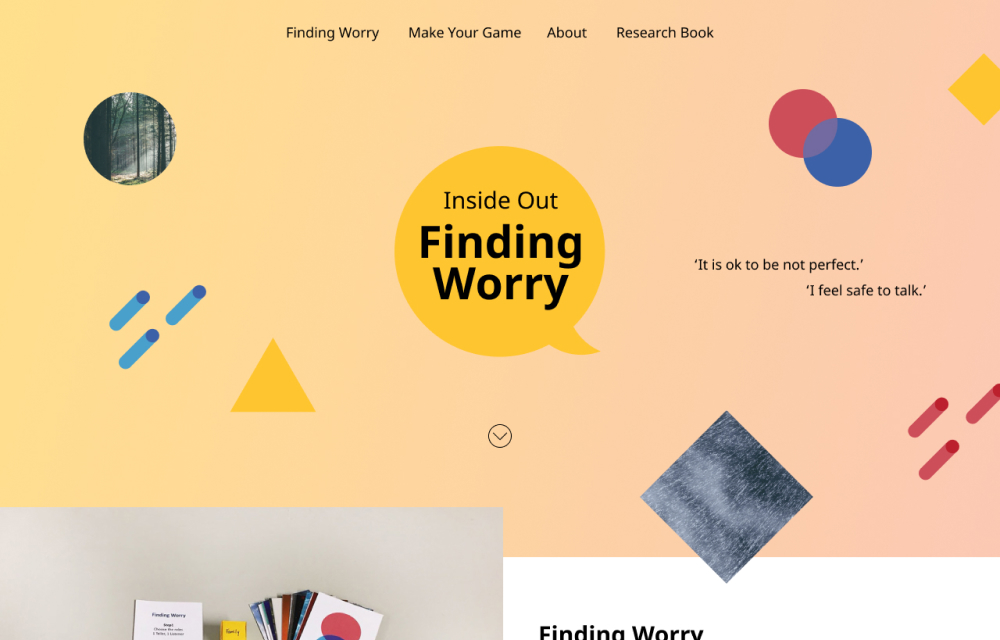 Finding Worry
Make Your Game
About
Research Book
Inside Out
Finding
Worry
‘It is ok to be not perfect.’
‘I feel safe to talk.’
Finding Worry
Family
Finding Worry